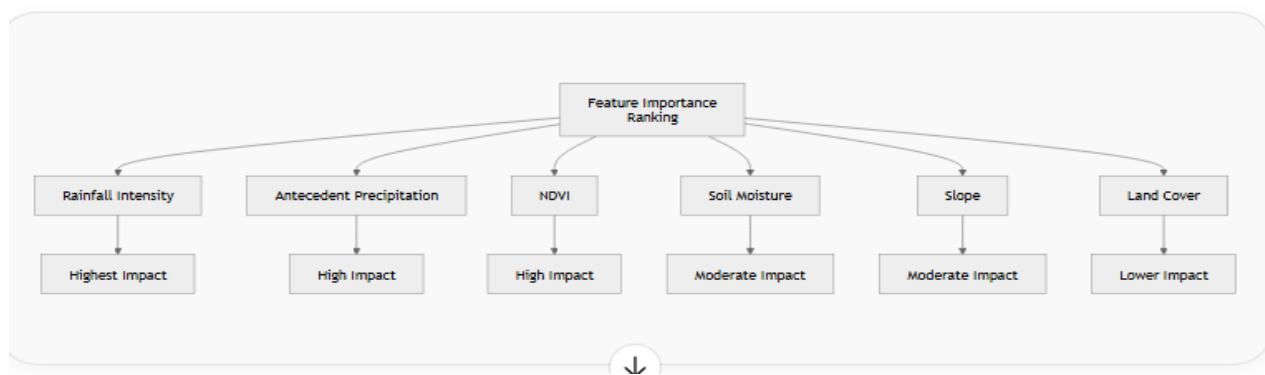 Feature Importance
Ranking
Rainfall Intensity
Antecedent Precipitation
NDVI
Soil Moisture
Slope
Land Cover
Highest Impact
High Impact
High Impact
Moderate Impact
Moderate Impact
Lower Impact